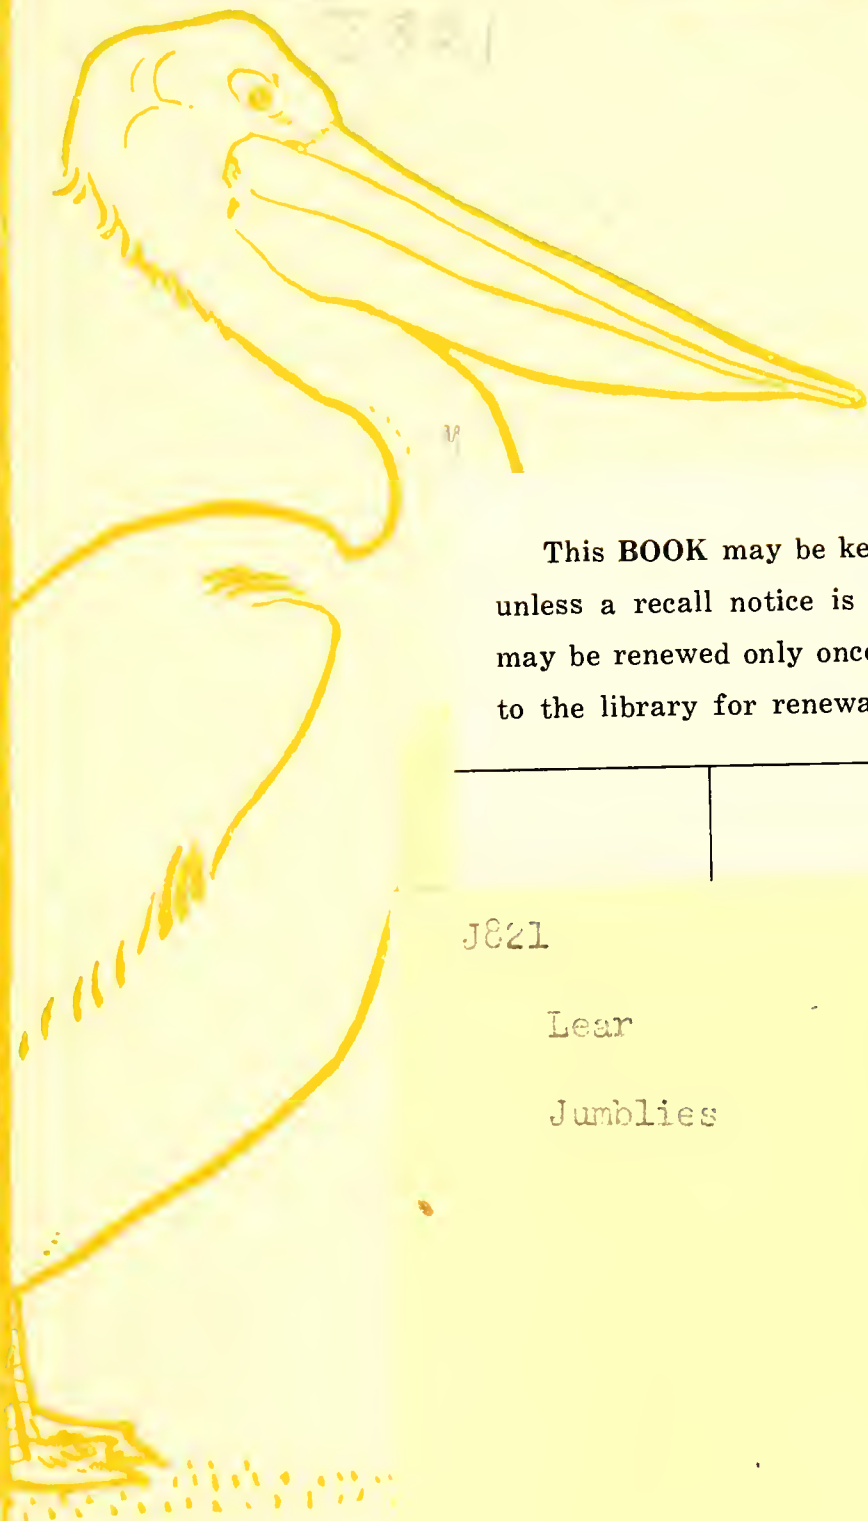 This BOOK may be ke
unless a recall notice is
may be renewed only once
to the library for renewa
J821
Lear
Jumblies